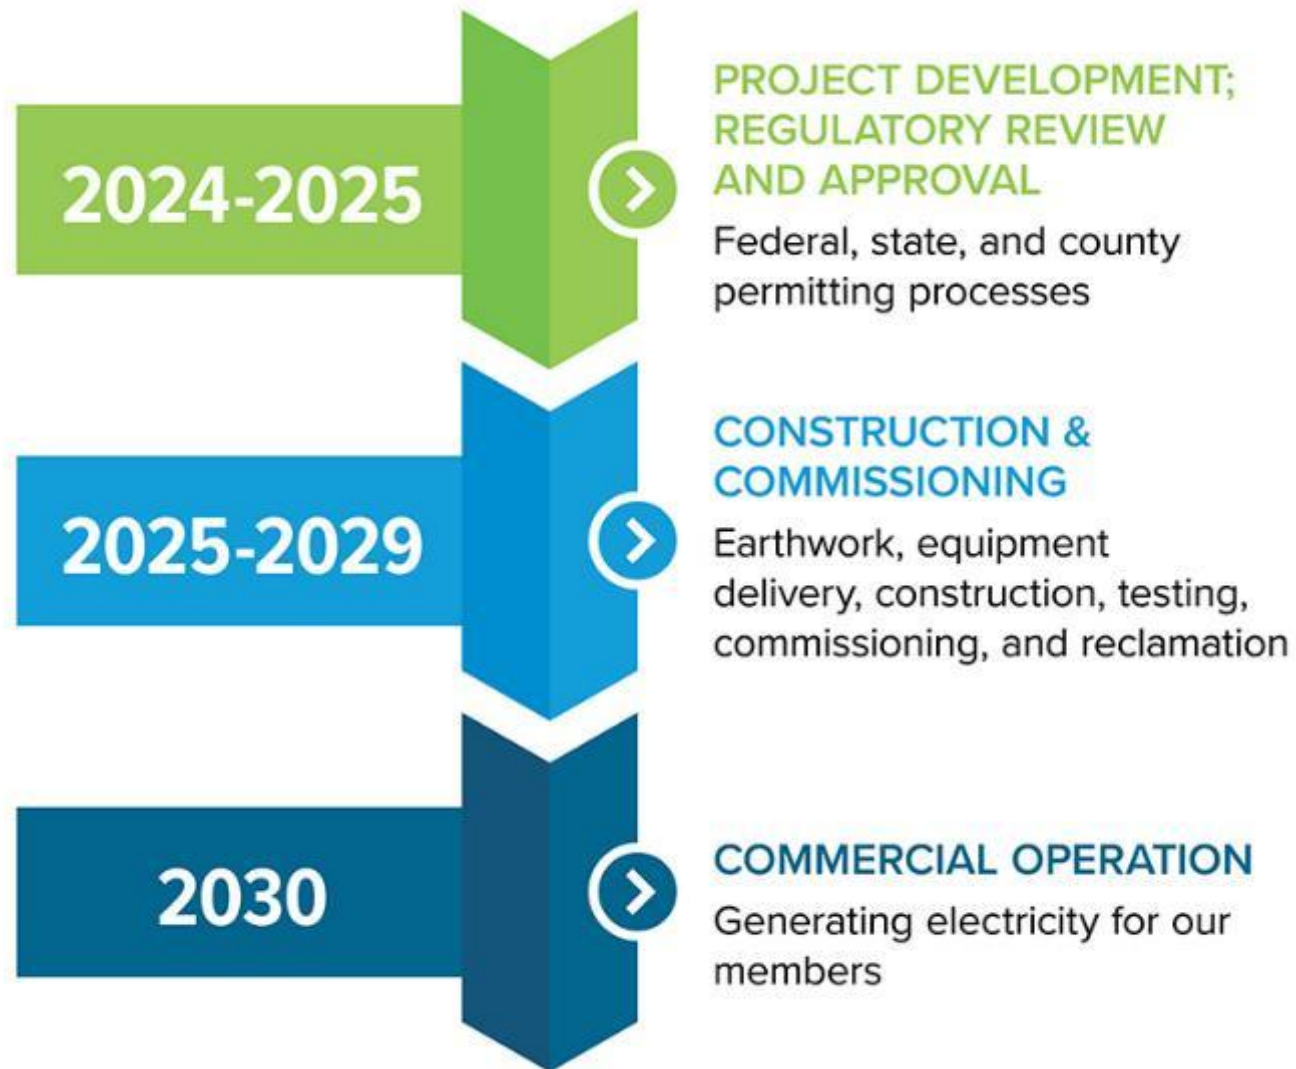 2024-2025
PROJECT DEVELOPMENT;
REGULATORY REVIEW
AND APPROVAL
Federal, state, and county
permitting processes
2025-2029
CONSTRUCTION &
COMMISSIONING
Earthwork, equipment
delivery, construction, testing,
commissioning, and reclamation
2030
COMMERCIAL OPERATION
Generating electricity for our
members